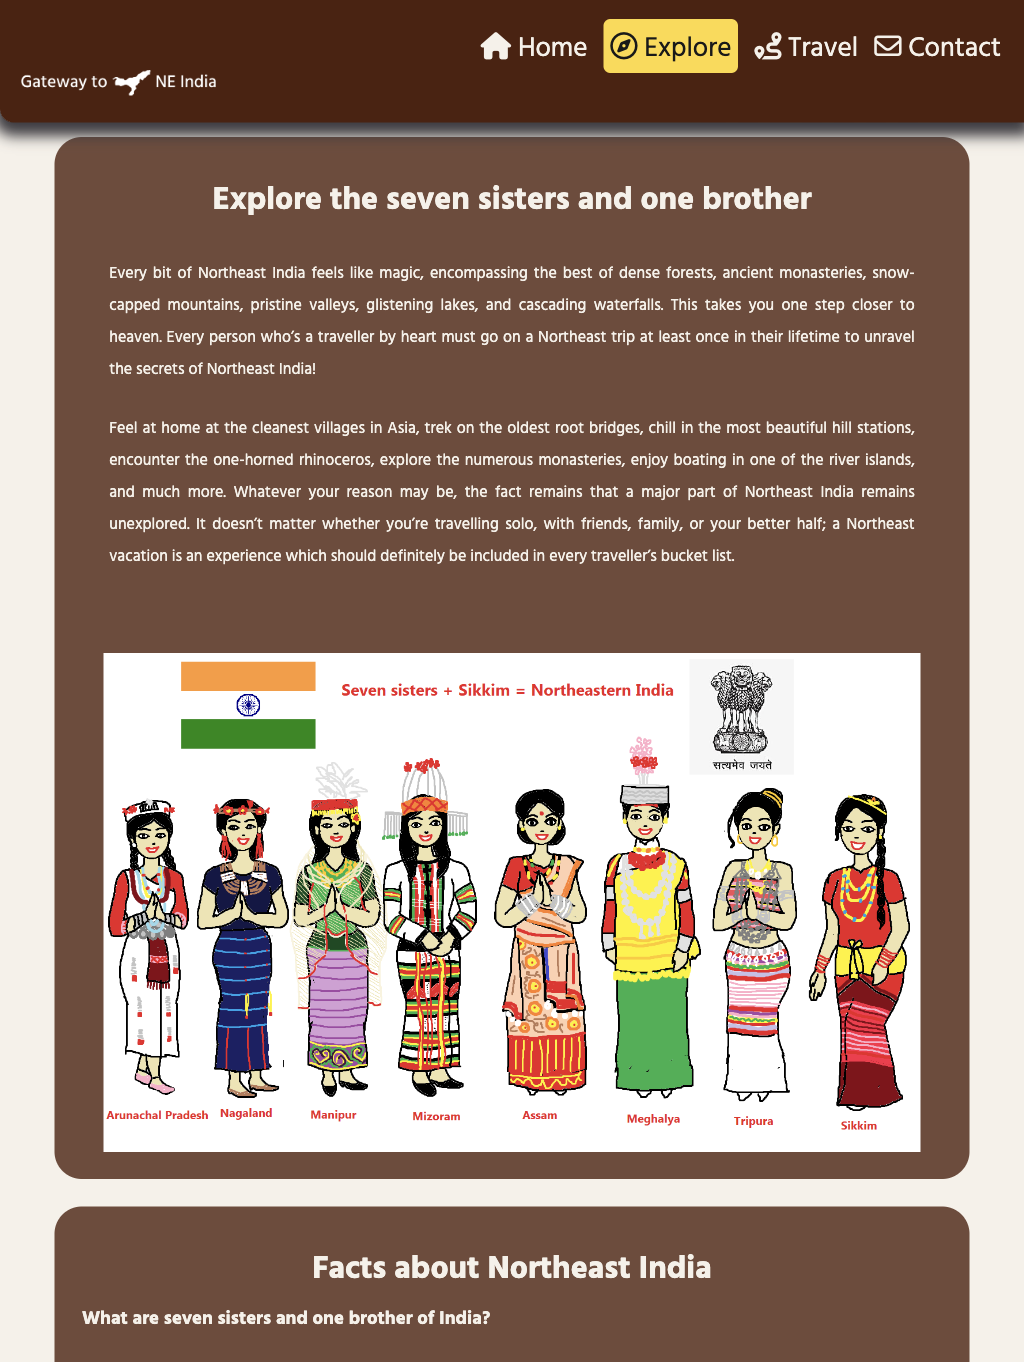 Home
Explore
Travel
Contact
Gateway to NE India
Explore the seven sisters and one brother
Every bit of Northeast India feels like magic, encompassing the best of dense forests, ancient monasteries, snow-
capped mountains, pristine valleys, glistening lakes, and cascading waterfalls. This takes you one step closer to
heaven. Every person who’s a traveller by heart must go on a Northeast trip at least once in their lifetime to unravel
the secrets of Northeast India!
Feel at home at the cleanest villages in Asia, trek on the oldest root bridges, chill in the most beautiful hill stations,
encounter the one-horned rhinoceros, explore the numerous monasteries, enjoy boating in one of the river islands,
and much more. Whatever your reason may be, the fact remains that a major part of Northeast India remains
unexplored. It doesn’t matter whether you’re travelling solo, with friends, family, or your better half; a Northeast
vacation is an experience which should definitely be included in every traveller’s bucket list.
Seven sisters + Sikkim = Northeastern India
सत्यमेव जयते
Arunachal Pradesh
Nagaland
Manipur
Mizoram
Assam
Meghalya
Tripura
Sikkim
Facts about Northeast India
What are seven sisters and one brother of India?